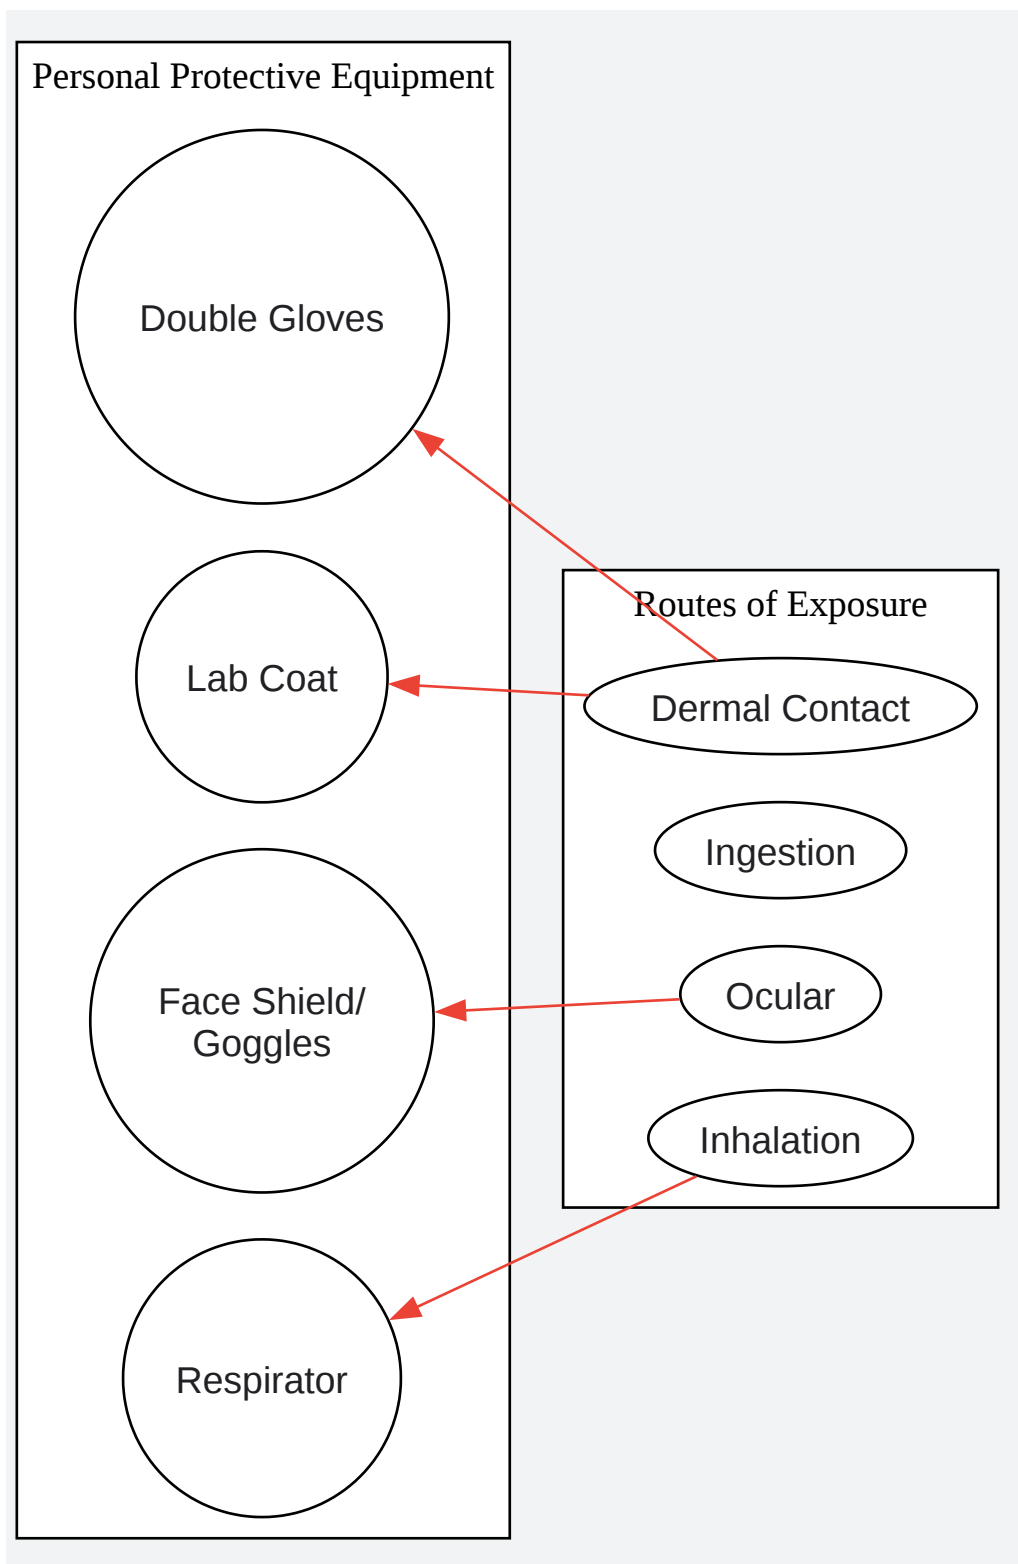 Personal Protective Equipment
Double Gloves
Lab Coat
Face Shield/
Goggles
Respirator
Routes of Exposure
Dermal Contact
Ingestion
Ocular
Inhalation